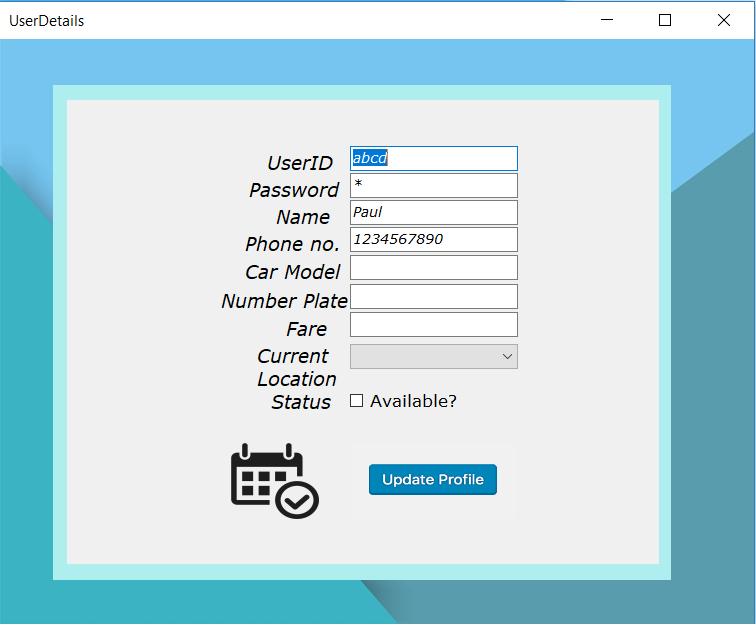 UserDetails
UserID abcd
Password *
Name Paul
Phone no. 1234567890
Car Model
Number Plate
Fare
Current
Location
Status Available?
Update Profile